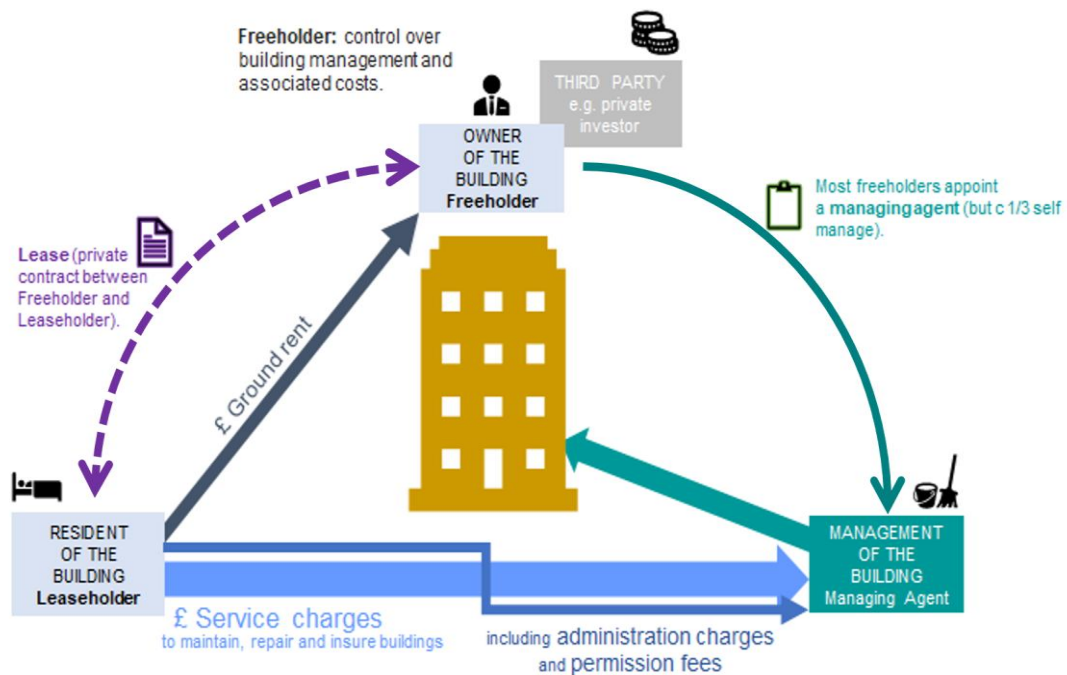 Freeholder: control over
building management and
associated costs.
THIRD PARTY
e.g. private
investor
OWNER
OF THE
BUILDING
Freeholder
Most freeholders appoint
a managing agent (but c 1/3 self
manage).
Lease (private
contract between
Freeholder and
Leaseholder).
£ Ground rent
RESIDENT
OF THE
BUILDING
Leaseholder
MANAGEMENT
OF THE
BUILDING
Managing Agent
£ Service charges
to maintain, repair and insure buildings
including administration charges
and permission fees